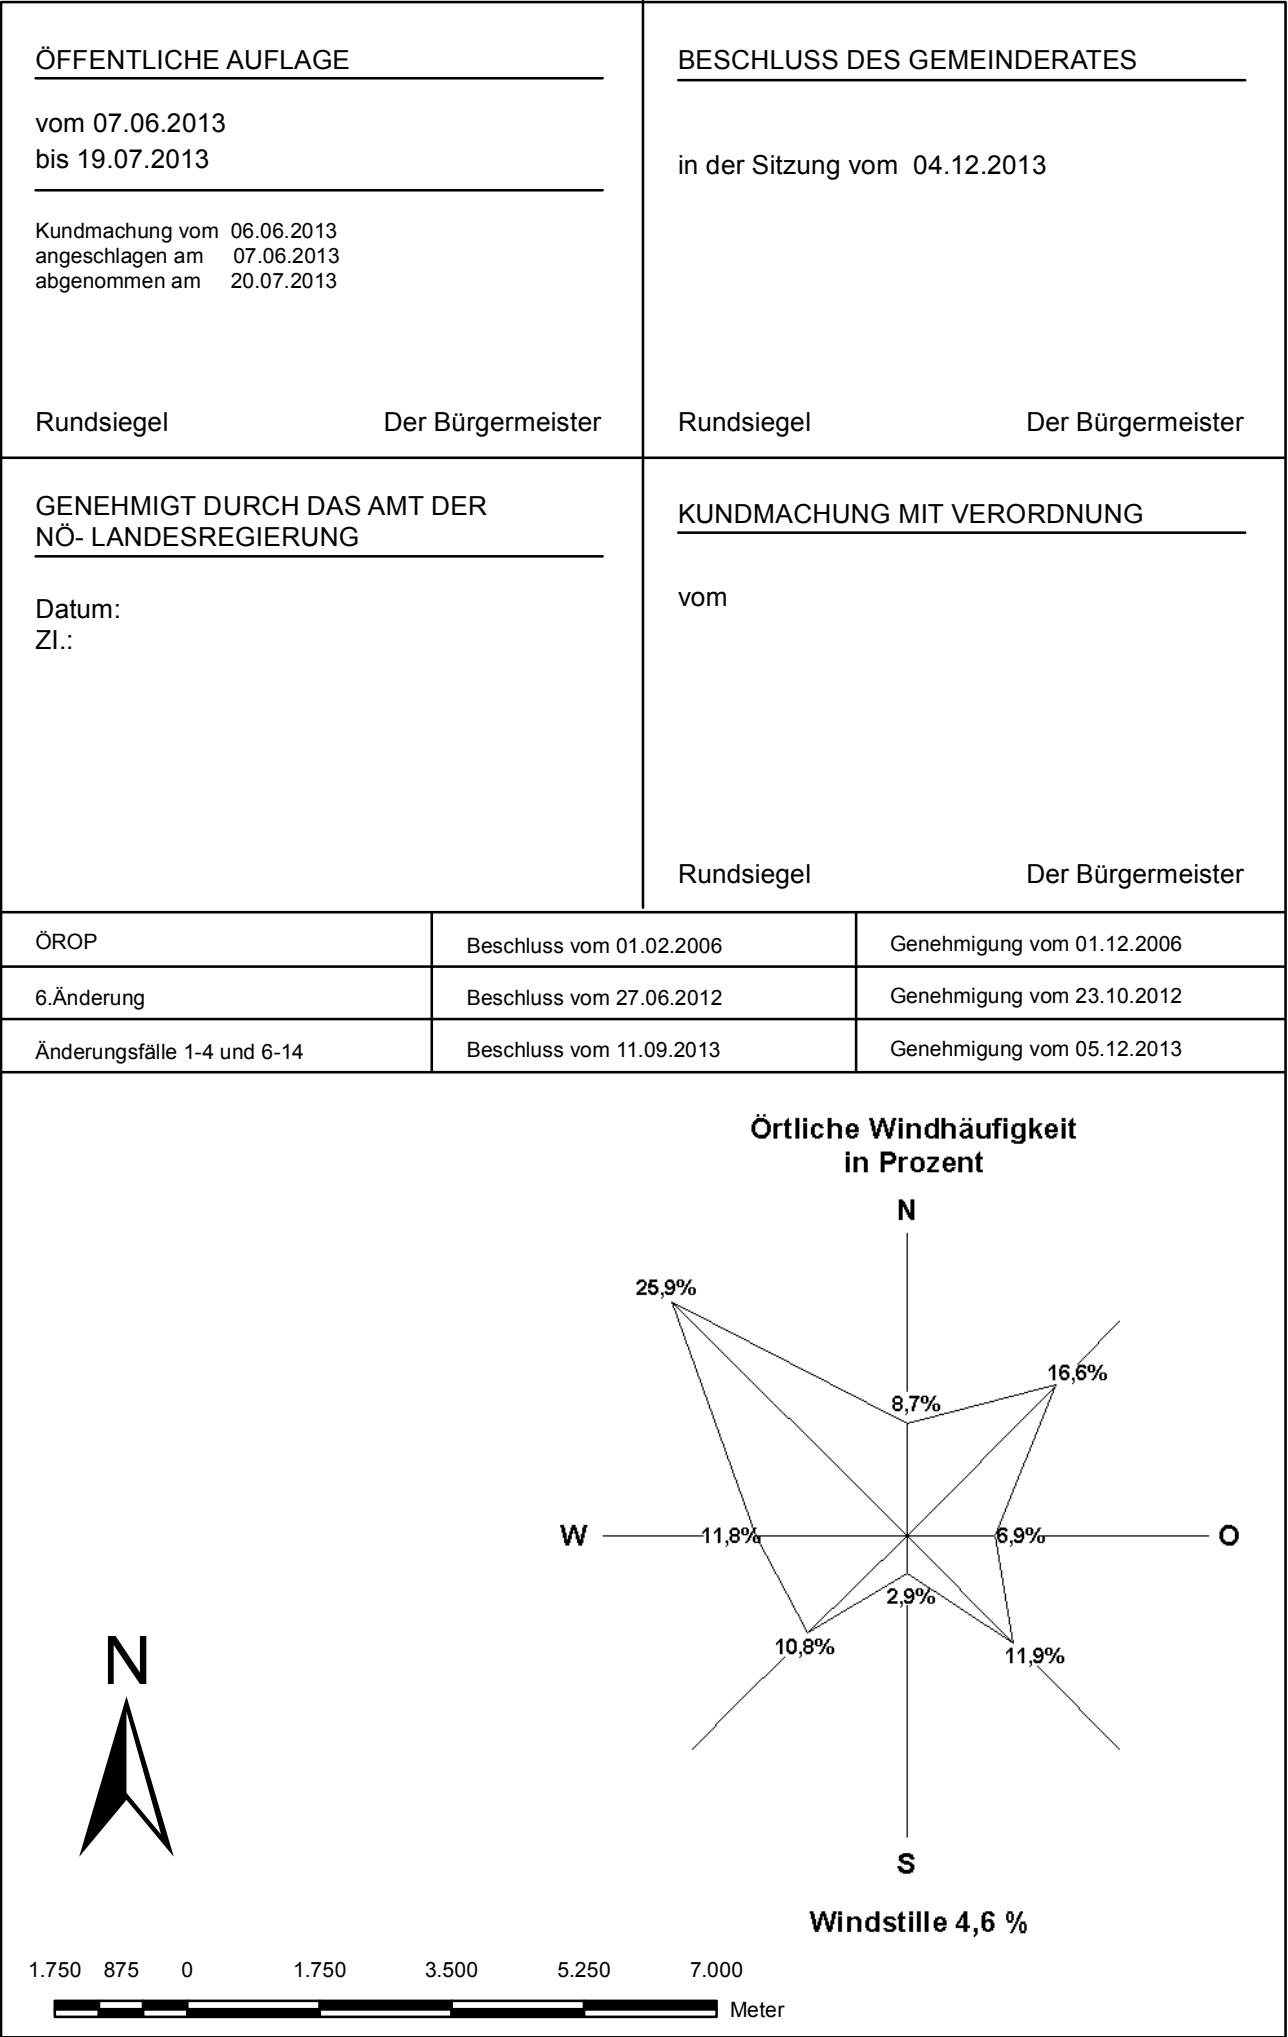 ÖFFENTLICHE AUFLAGE
vom 07.06.2013
bis 19.07.2013
Kundmachung vom 06.06.2013
angeschlagen am 07.06.2013
abgenommen am 20.07.2013
Rundsiegel Der Bürgermeister
BESCHLUSS DES GEMEINDERATES
in der Sitzung vom 04.12.2013
Rundsiegel Der Bürgermeister
GENEHMIGT DURCH DAS AMT DER
NÖ- LANDESREGIERUNG
Datum:
Zl.:
KUNDMACHUNG MIT VERORDNUNG
vom
Rundsiegel Der Bürgermeister
ÖROP Beschluss vom 01.02.2006 Genehmigung vom 01.12.2006
6.Änderung Beschluss vom 27.06.2012 Genehmigung vom 23.10.2012
Änderungsfälle 1-4 und 6-14 Beschluss vom 11.09.2013 Genehmigung vom 05.12.2013
Örtliche Windhäufigkeit
in Prozent
N
25,9%
16,6%
8,7%
W 11,8% 6,9% O
2,9%
10,8% 11,9%
N
S
Windstille 4,6 %
1.750 875 0 1.750 3.500 5.250 7.000
Meter